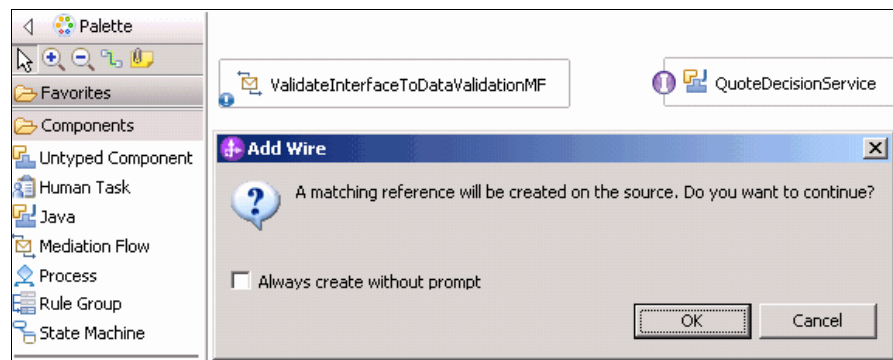 Palette
Favorites
Components
Untyped Component
Human Task
Java
Mediation Flow
Process
Rule Group
State Machine
ValidateInterfaceToDataValidationMF
QuoteDecisionService
Add Wire
A matching reference will be created on the source. Do you want to continue?
Always create without prompt
OK
Cancel